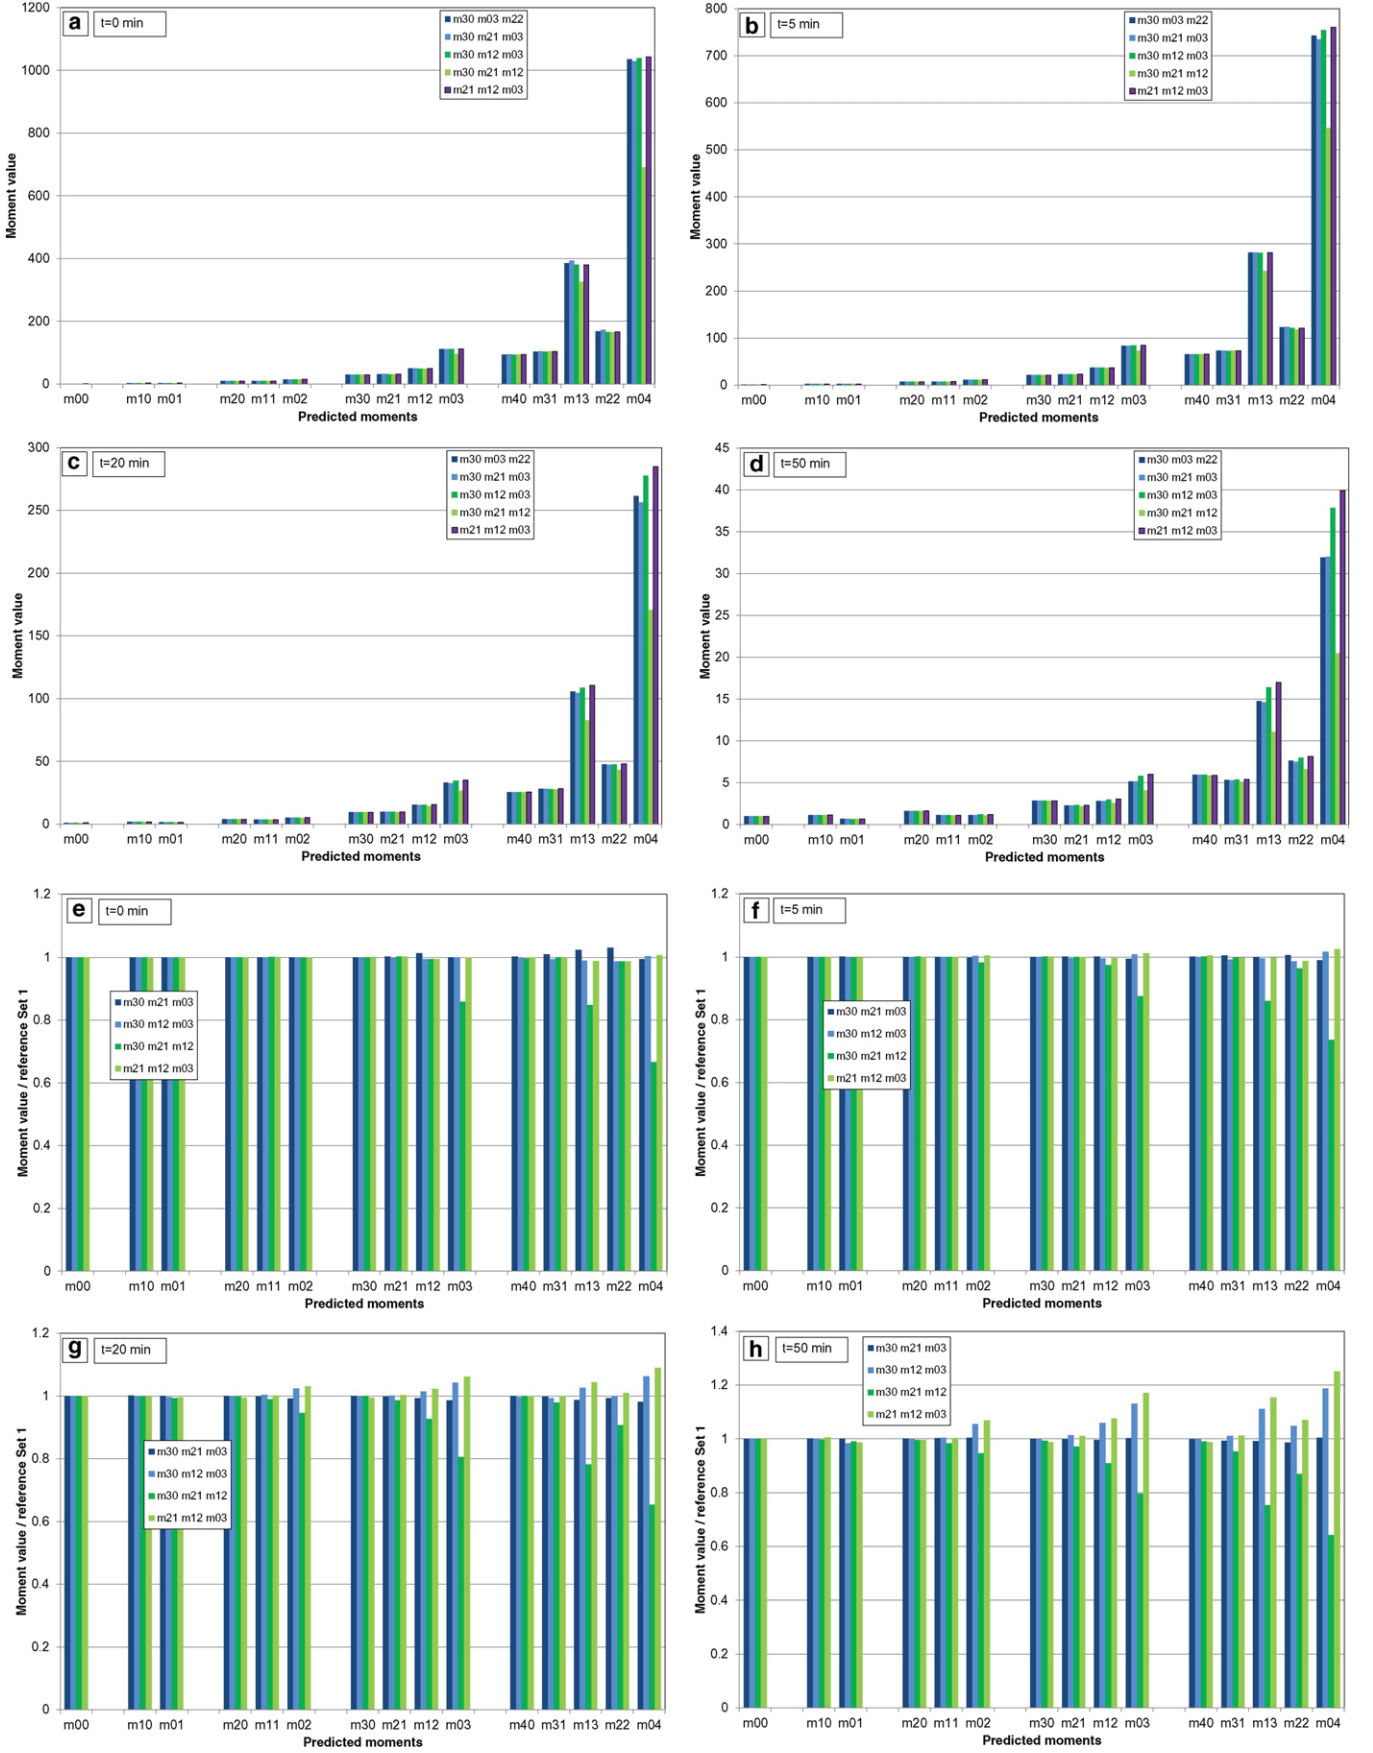 a t=0 min
m30 m03 m22
m30 m21 m03
m30 m12 m03
m30 m21 m12
m21 m12 m03
1200
1000
800
600
400
200
0
Moment value
m00 m10 m01 m20 m11 m02 m30 m21 m12 m03 m40 m31 m13 m22 m04
Predicted moments
b t=5 min
m30 m03 m22
m30 m21 m03
m30 m12 m03
m30 m21 m12
m21 m12 m03
800
700
600
500
400
300
200
100
0
Moment value
m00 m10 m01 m20 m11 m02 m30 m21 m12 m03 m40 m31 m13 m22 m04
Predicted moments
c t=20 min
m30 m03 m22
m30 m21 m03
m30 m12 m03
m30 m21 m12
m21 m12 m03
300
250
200
150
100
50
0
Moment value
m00 m10 m01 m20 m11 m02 m30 m21 m12 m03 m40 m31 m13 m22 m04
Predicted moments
d t=50 min
m30 m03 m22
m30 m21 m03
m30 m12 m03
m30 m21 m12
m21 m12 m03
45
40
35
30
25
20
15
10
5
0
Moment value
m00 m10 m01 m20 m11 m02 m30 m21 m12 m03 m40 m31 m13 m22 m04
Predicted moments
e t=0 min
m30 m21 m03
m30 m12 m03
m30 m21 m12
m21 m12 m03
1.2
1
0.8
0.6
0.4
0.2
0
Moment value / reference Set 1
m00 m10 m01 m20 m11 m02 m30 m21 m12 m03 m40 m31 m13 m22 m04
Predicted moments
f t=5 min
m30 m21 m03
m30 m12 m03
m30 m21 m12
m21 m12 m03
1.2
1
0.8
0.6
0.4
0.2
0
Moment value / reference Set 1
m00 m10 m01 m20 m11 m02 m30 m21 m12 m03 m40 m31 m13 m22 m04
Predicted moments
g t=20 min
m30 m21 m03
m30 m12 m03
m30 m21 m12
m21 m12 m03
1.2
1
0.8
0.6
0.4
0.2
0
Moment value / reference Set 1
m00 m10 m01 m20 m11 m02 m30 m21 m12 m03 m40 m31 m13 m22 m04
Predicted moments
h t=50 min
m30 m21 m03
m30 m12 m03
m30 m21 m12
m21 m12 m03
1.4
1.2
1
0.8
0.6
0.4
0.2
0
Moment value / reference Set 1
m00 m10 m01 m20 m11 m02 m30 m21 m12 m03 m40 m31 m13 m22 m04
Predicted moments